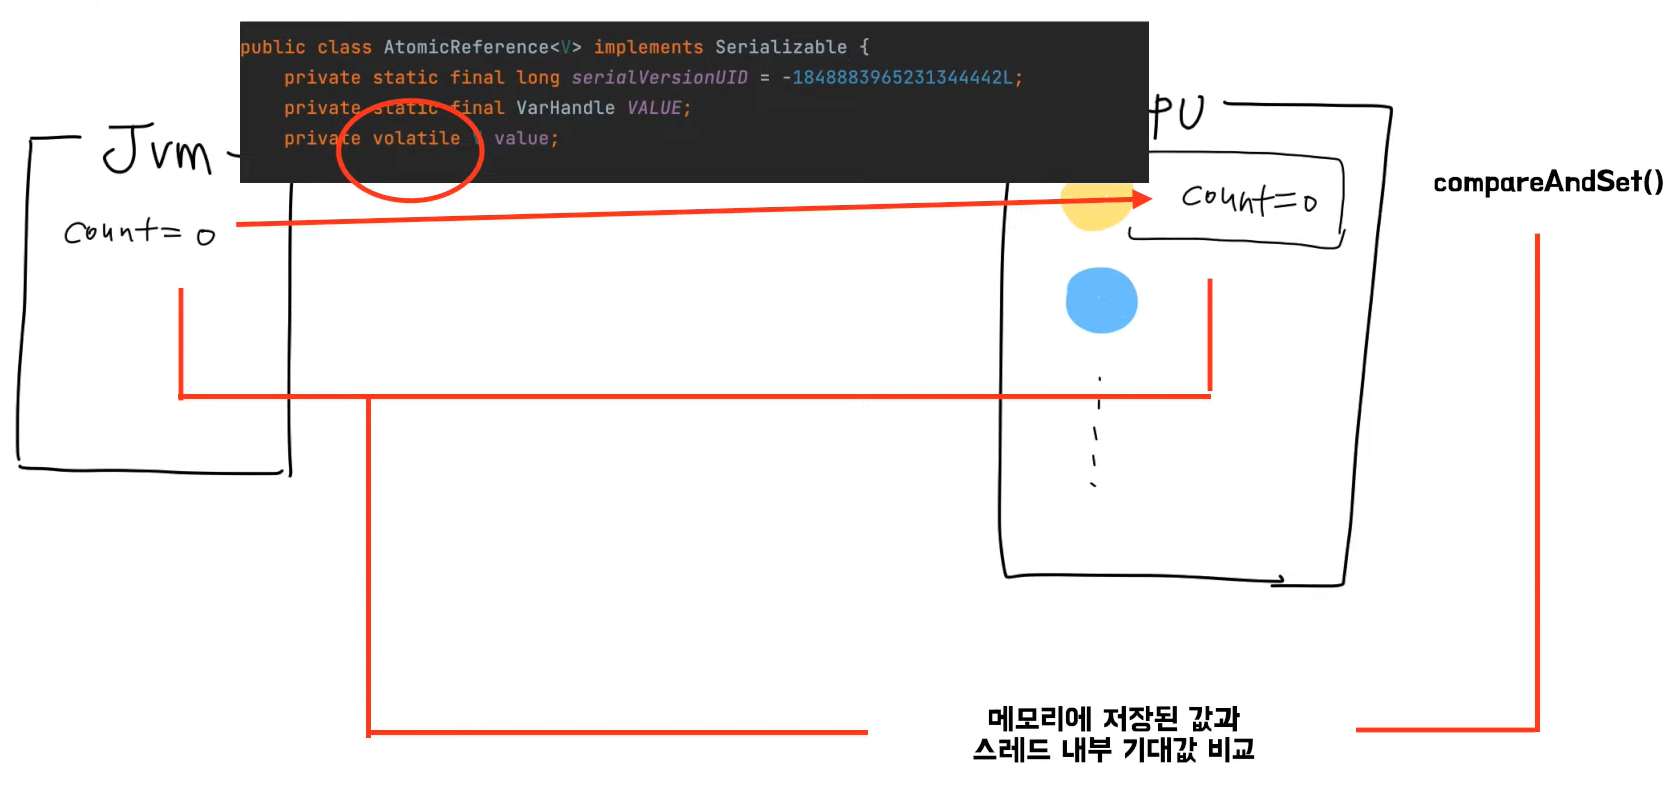 public class AtomicReference<V> implements Serializable {
private static final long serialVersionUID = -1848883965231344442L;
private static final VarHandle VALUE;
private volatile V value;
Jvm
PU
compareAndSet()
count=0
count=0
메모리에 저장된 값과
스레드 내부 기대값 비교